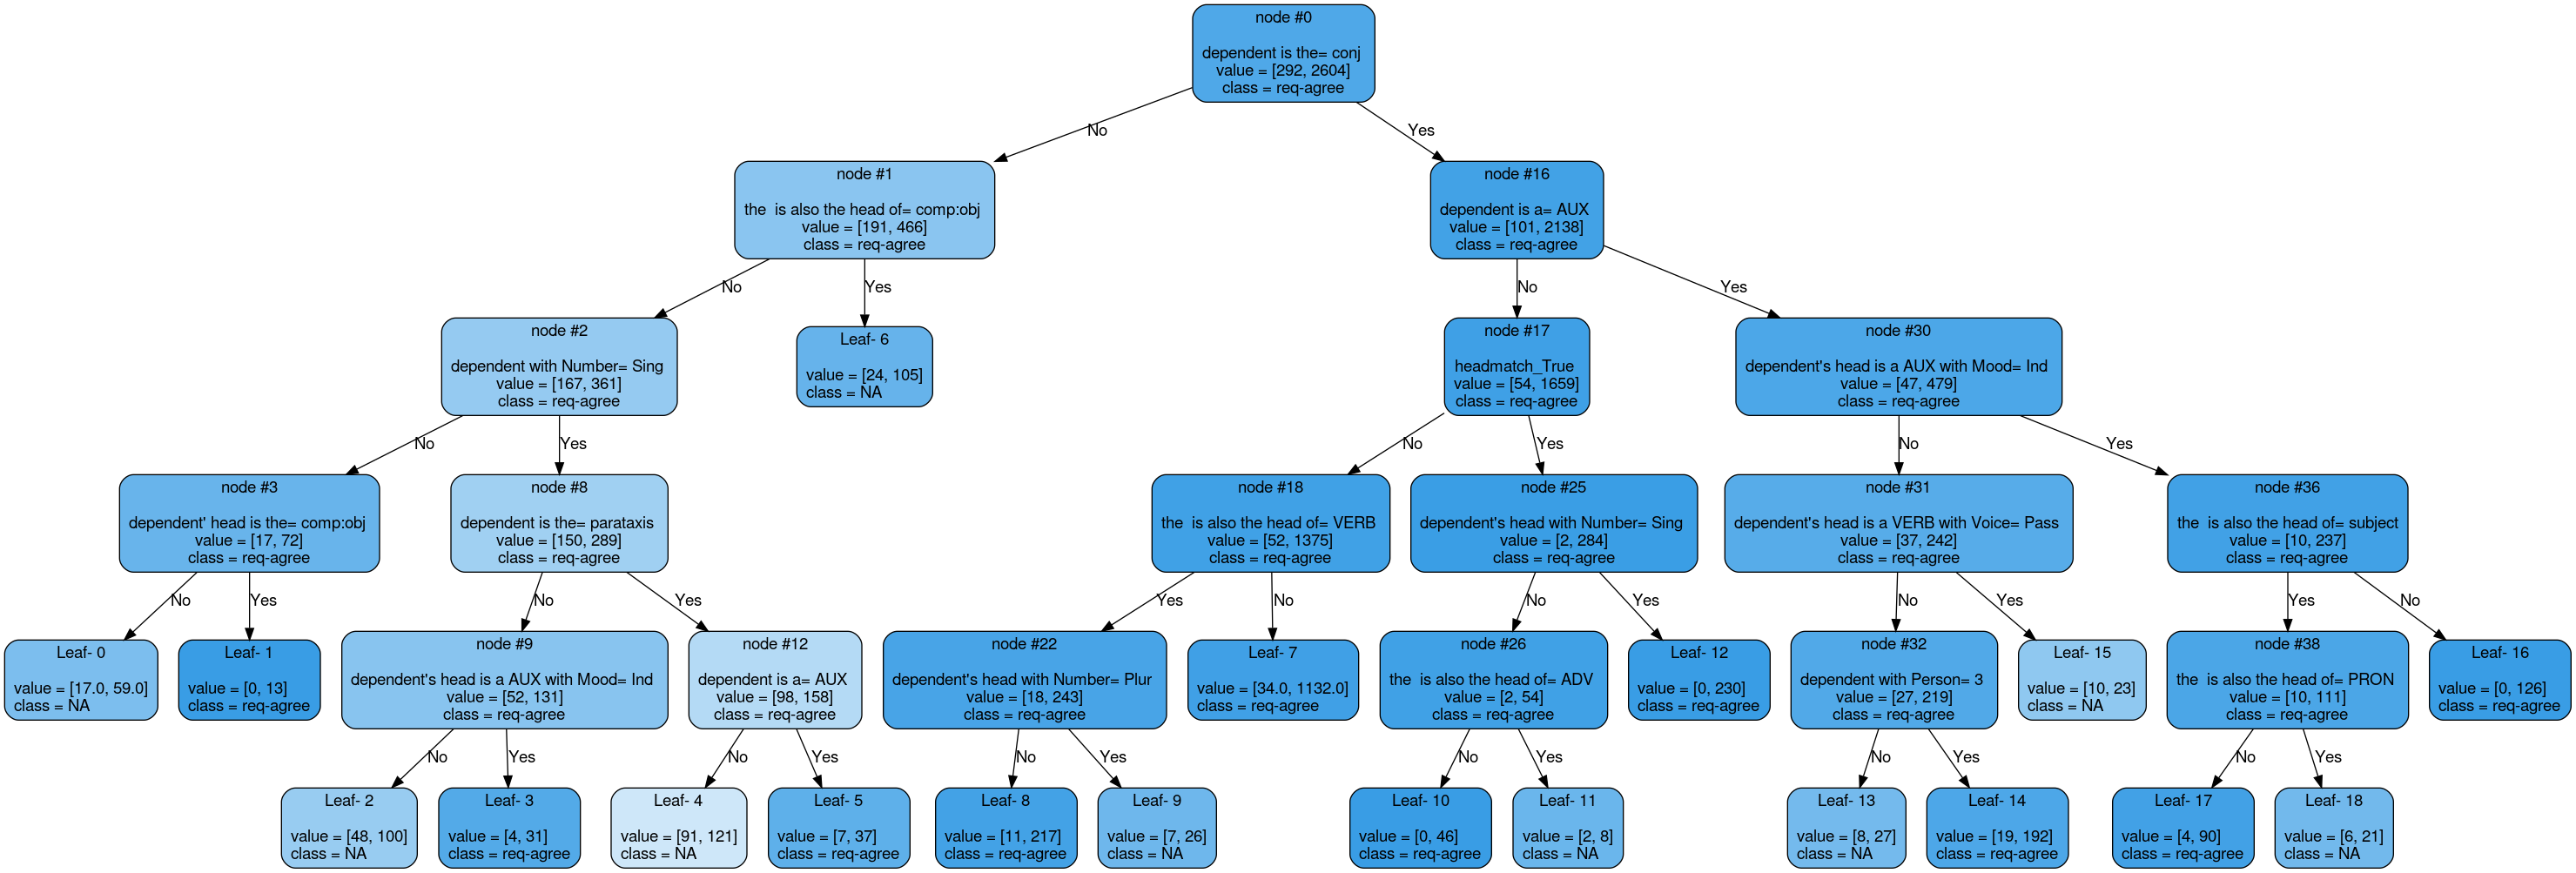 node #0
dependent is the= conj
value = [292, 2604]
class = req-agree
No
Yes
node #1
the  is also the head of= comp:obj
value = [191, 466]
class = req-agree
node #16
dependent is a= AUX
value = [101, 2138]
class = req-agree
No
Yes
No
Yes
node #2
dependent with Number= Sing
value = [167, 361]
class = req-agree
Leaf- 6
value = [24, 105]
class = NA
node #17
headmatch_True
value = [54, 1659]
class = req-agree
node #30
dependent's head is a AUX with Mood= Ind
value = [47, 479]
class = req-agree
No
Yes
No
Yes
No
Yes
node #3
dependent' head is the= comp:obj
value = [17, 72]
class = req-agree
node #8
dependent is the= parataxis
value = [150, 289]
class = req-agree
node #18
the  is also the head of= VERB
value = [52, 1375]
class = req-agree
node #25
dependent's head with Number= Sing
value = [2, 284]
class = req-agree
node #31
dependent's head is a VERB with Voice= Pass
value = [37, 242]
class = req-agree
node #36
the  is also the head of= subject
value = [10, 237]
class = req-agree
No
Yes
No
Yes
Yes
No
No
Yes
No
Yes
Yes
No
Leaf- 0
value = [17.0, 59.0]
class = NA
Leaf- 1
value = [0, 13]
class = req-agree
node #9
dependent's head is a AUX with Mood= Ind
value = [52, 131]
class = req-agree
node #12
dependent is a= AUX
value = [98, 158]
class = req-agree
node #22
dependent's head with Number= Plur
value = [18, 243]
class = req-agree
Leaf- 7
value = [34.0, 1132.0]
class = req-agree
node #26
the  is also the head of= ADV
value = [2, 54]
class = req-agree
Leaf- 12
value = [0, 230]
class = req-agree
node #32
dependent with Person= 3
value = [27, 219]
class = req-agree
Leaf- 15
value = [10, 23]
class = NA
node #38
the  is also the head of= PRON
value = [10, 111]
class = req-agree
Leaf- 16
value = [0, 126]
class = req-agree
No
Yes
No
Yes
No
Yes
No
Yes
No
Yes
No
Yes
Leaf- 2
value = [48, 100]
class = NA
Leaf- 3
value = [4, 31]
class = req-agree
Leaf- 4
value = [91, 121]
class = NA
Leaf- 5
value = [7, 37]
class = req-agree
Leaf- 8
value = [11, 217]
class = req-agree
Leaf- 9
value = [7, 26]
class = NA
Leaf- 10
value = [0, 46]
class = req-agree
Leaf- 11
value = [2, 8]
class = NA
Leaf- 13
value = [8, 27]
class = NA
Leaf- 14
value = [19, 192]
class = req-agree
Leaf- 17
value = [4, 90]
class = req-agree
Leaf- 18
value = [6, 21]
class = NA